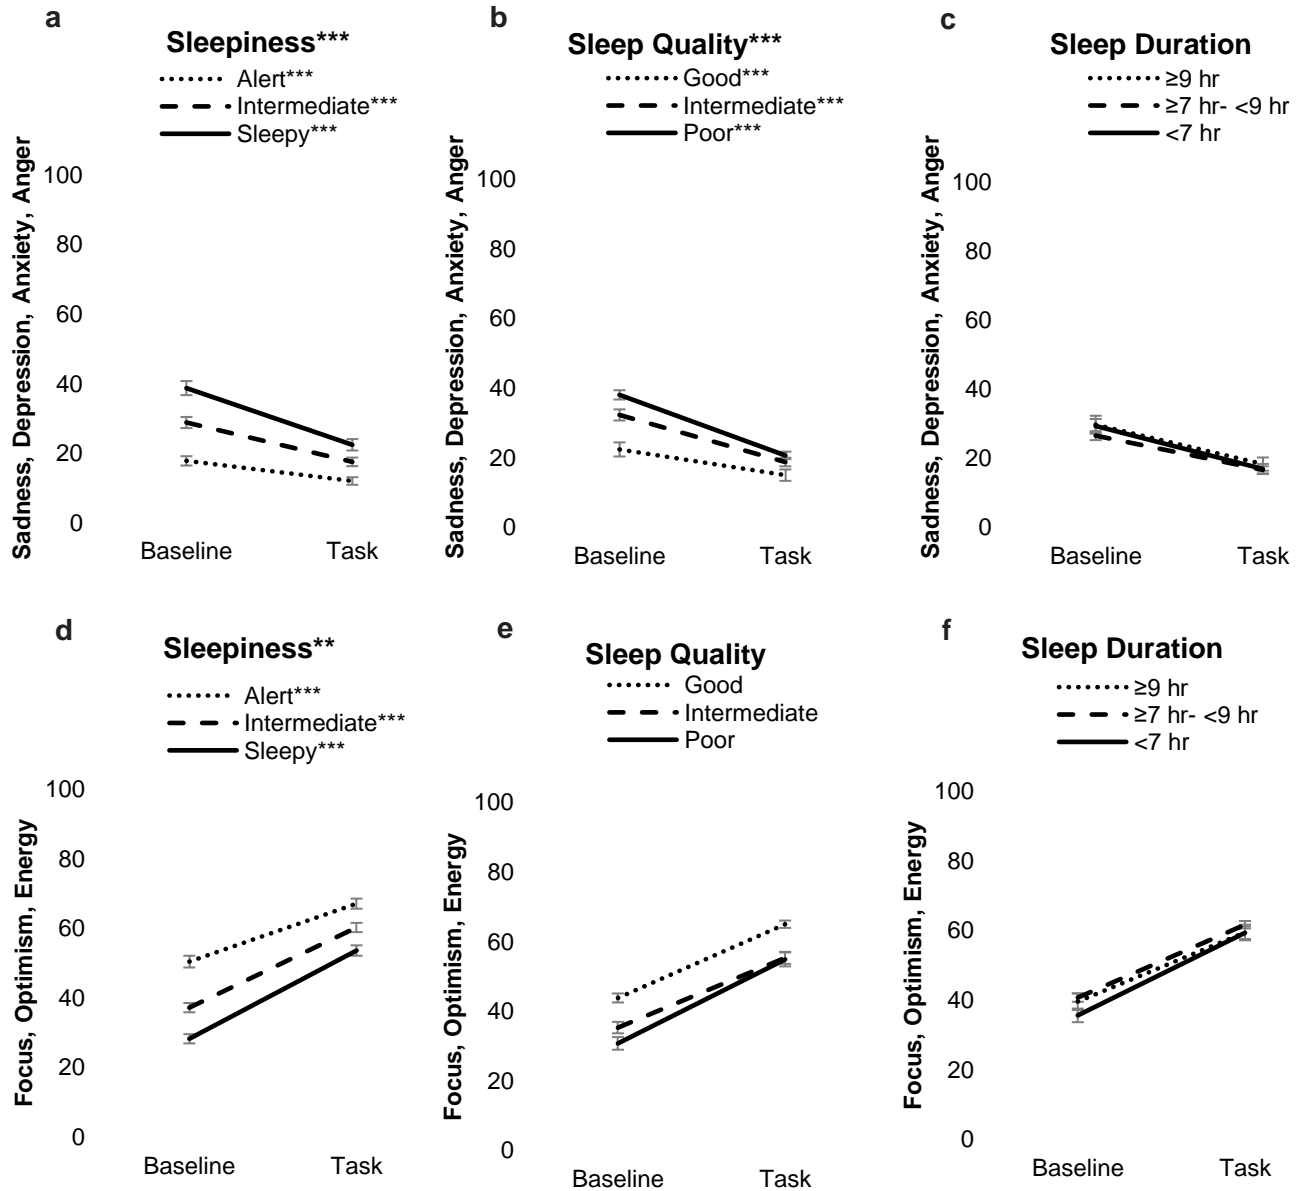 a
Sleepiness***
Alert***
Intermediate***
Sleepy***
Sadness, Depression, Anxiety, Anger
100
80
60
40
20
0
Baseline Task
b
Sleep Quality***
Good***
Intermediate***
Poor***
Sadness, Depression, Anxiety, Anger
100
80
60
40
20
0
Baseline Task
c
Sleep Duration
≥9 hr
≥7 hr- <9 hr
<7 hr
Sadness, Depression, Anxiety, Anger
100
80
60
40
20
0
Baseline Task
d
Sleepiness**
Alert***
Intermediate***
Sleepy***
Focus, Optimism, Energy
100
80
60
40
20
0
Baseline Task
e
Sleep Quality
Good
Intermediate
Poor
Focus, Optimism, Energy
100
80
60
40
20
0
Baseline Task
f
Sleep Duration
≥9 hr
≥7 hr- <9 hr
<7 hr
Focus, Optimism, Energy
100
80
60
40
20
0
Baseline Task